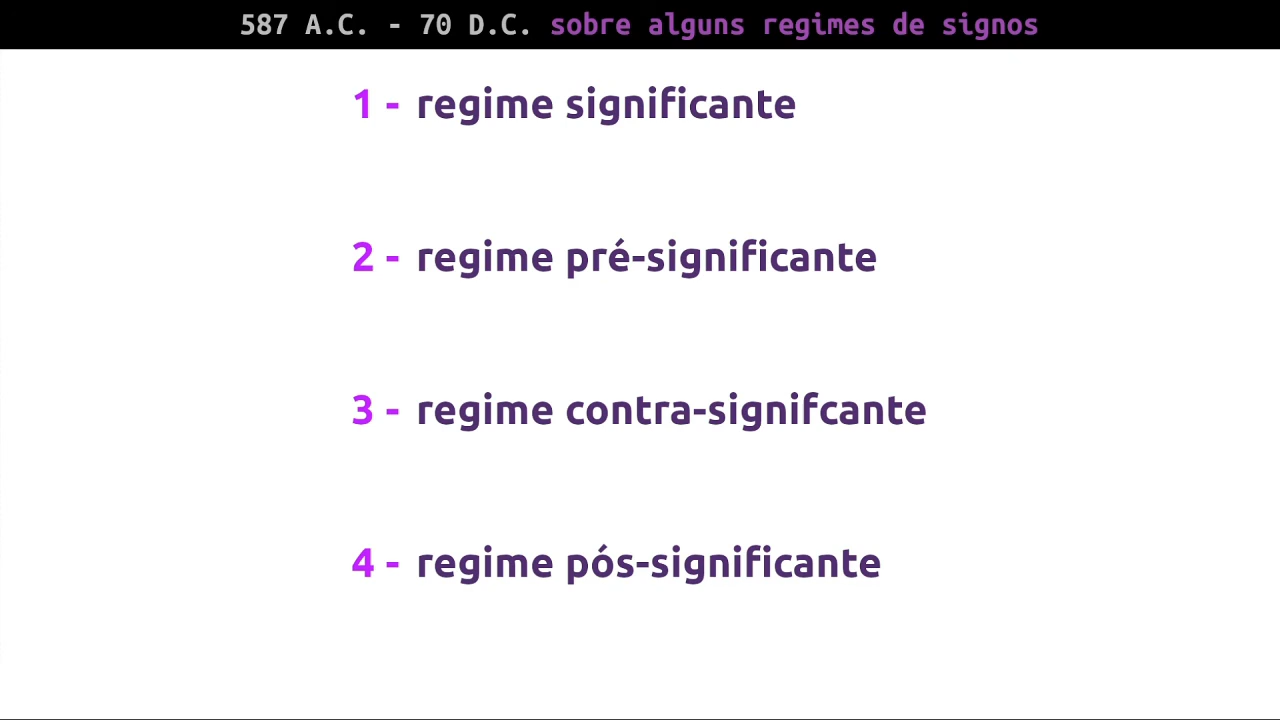 587 A.C. - 70 D.C. sobre alguns regimes de signos
1 - regime significante
2 - regime pré-significante
3 - regime contra-signifcante
4 - regime pós-significante